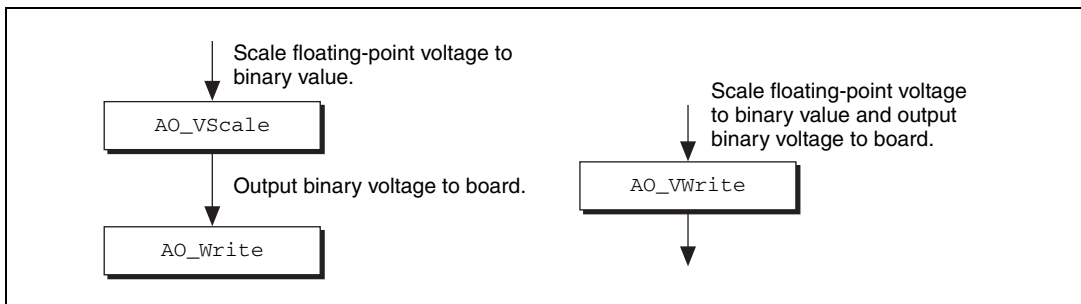 Scale floating-point voltage to
binary value.
AO_VScale
Output binary voltage to board.
AO_Write
Scale floating-point voltage
to binary value and output
binary voltage to board.
AO_VWrite